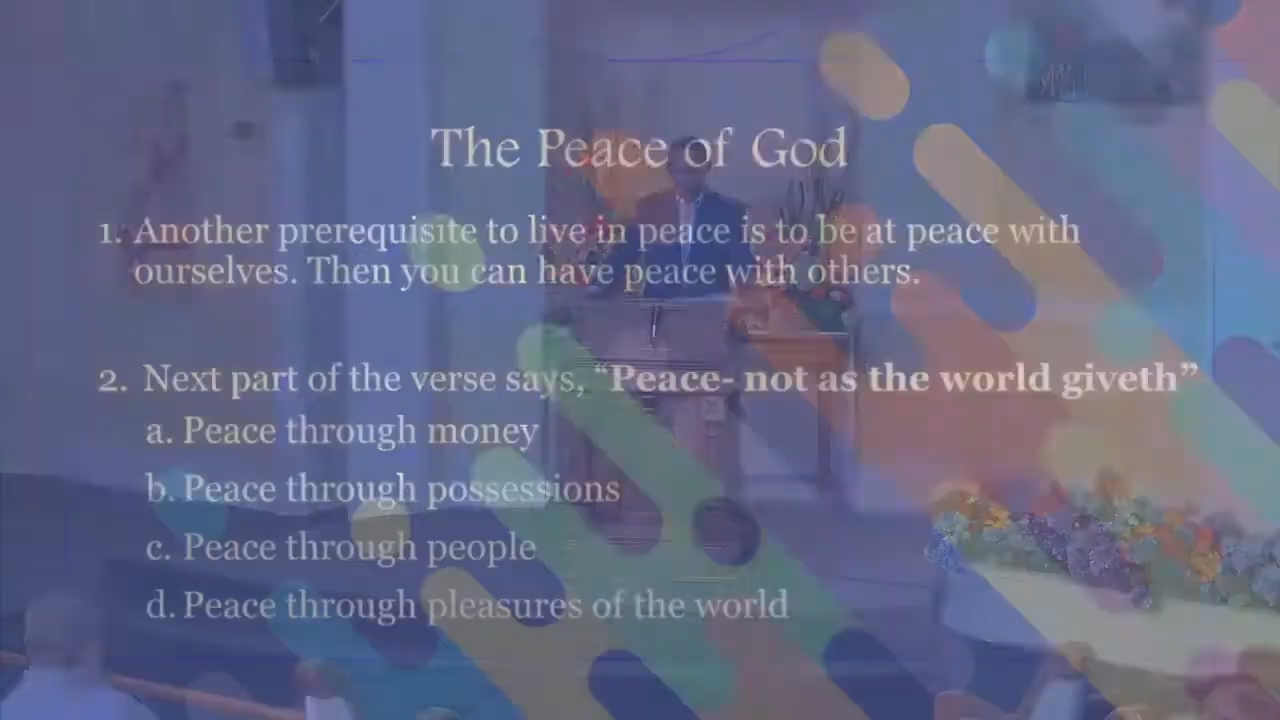 The Peace of God
1. Another prerequisite to live in peace is to be at peace with
ourselves. Then you can have peace with others.
2. Next part of the verse says, “Peace- not as the world giveth”
a. Peace through money
b. Peace through possessions
c. Peace through people
d. Peace through pleasures of the world